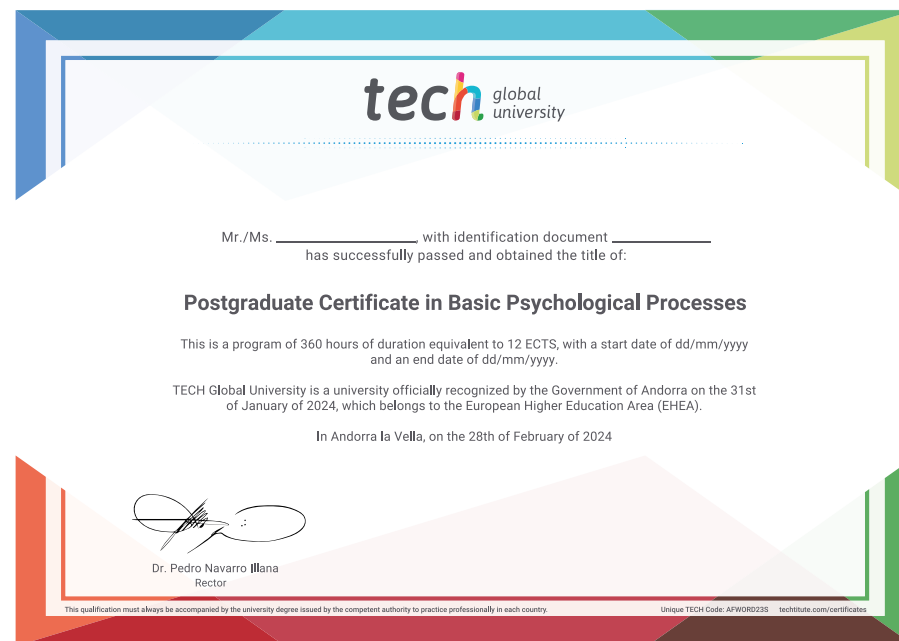 tech global university
Mr./Ms. ____________________, with identification document ______________
has successfully passed and obtained the title of:
Postgraduate Certificate in Basic Psychological Processes
This is a program of 360 hours of duration equivalent to 12 ECTS, with a start date of dd/mm/yyyy
and an end date of dd/mm/yyyy.
TECH Global University is a university officially recognized by the Government of Andorra on the 31st
of January of 2024, which belongs to the European Higher Education Area (EHEA).
In Andorra la Vella, on the 28th of February of 2024
Dr. Pedro Navarro Illana
Rector
This qualification must always be accompanied by the university degree issued by the competent authority to practice professionally in each country. Unique TECH Code: AFWORD23S techtitute.com/certificates